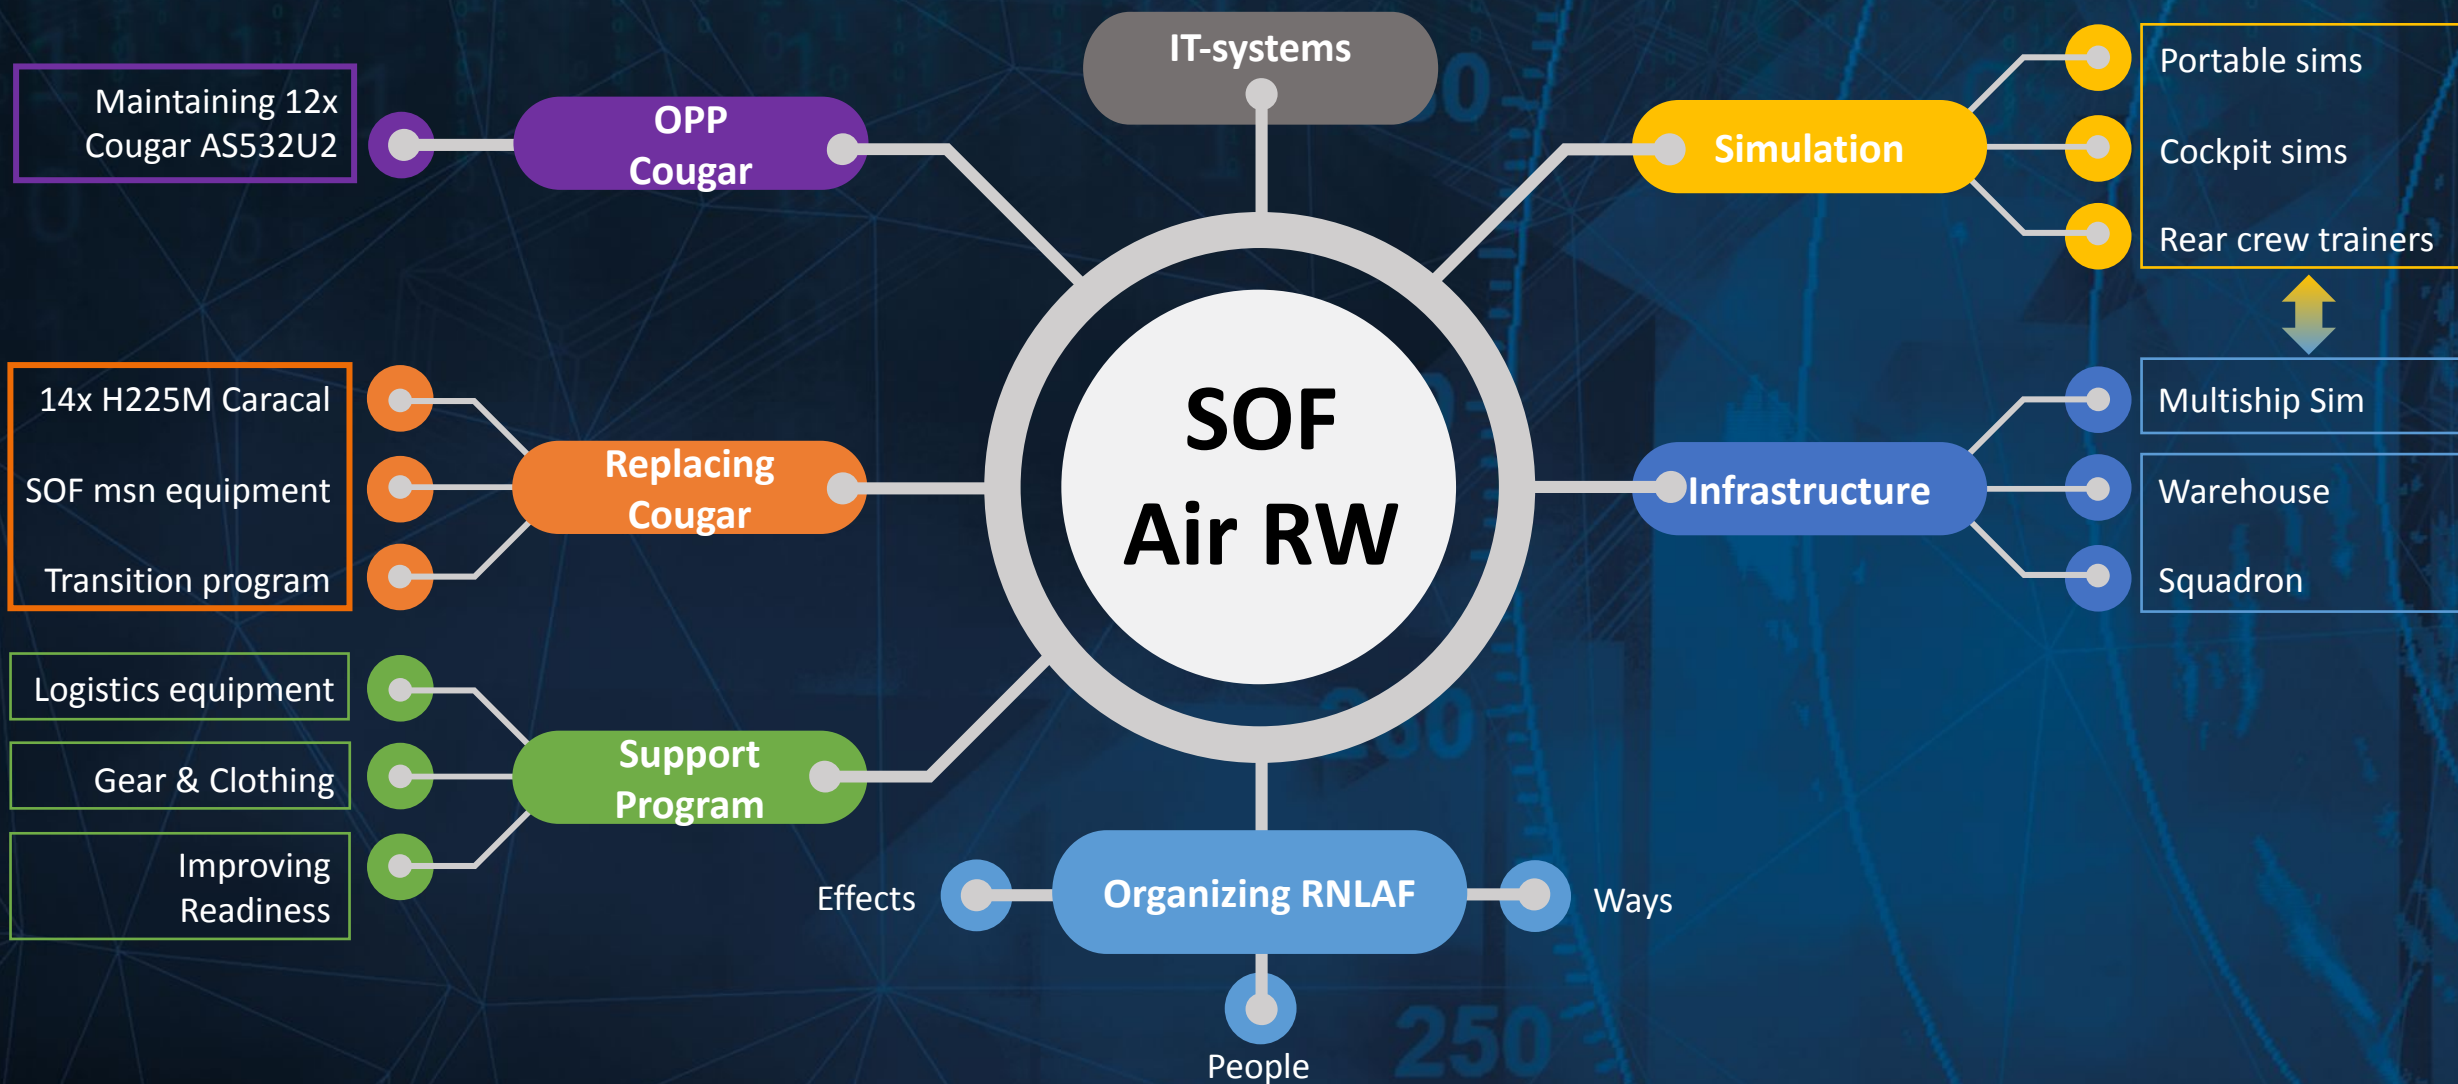 IT-systems
Maintaining 12x
Cougar AS532U2
OPP
Cougar
Simulation
Portable sims
Cockpit sims
Rear crew trainers
14x H225M Caracal
SOF msn equipment
Transition program
Replacing
Cougar
SOF
Air RW
Infrastructure
Multiship Sim
Warehouse
Squadron
Logistics equipment
Gear & Clothing
Improving
Readiness
Support
Program
Effects
Organizing RNLAF
Ways
People
250